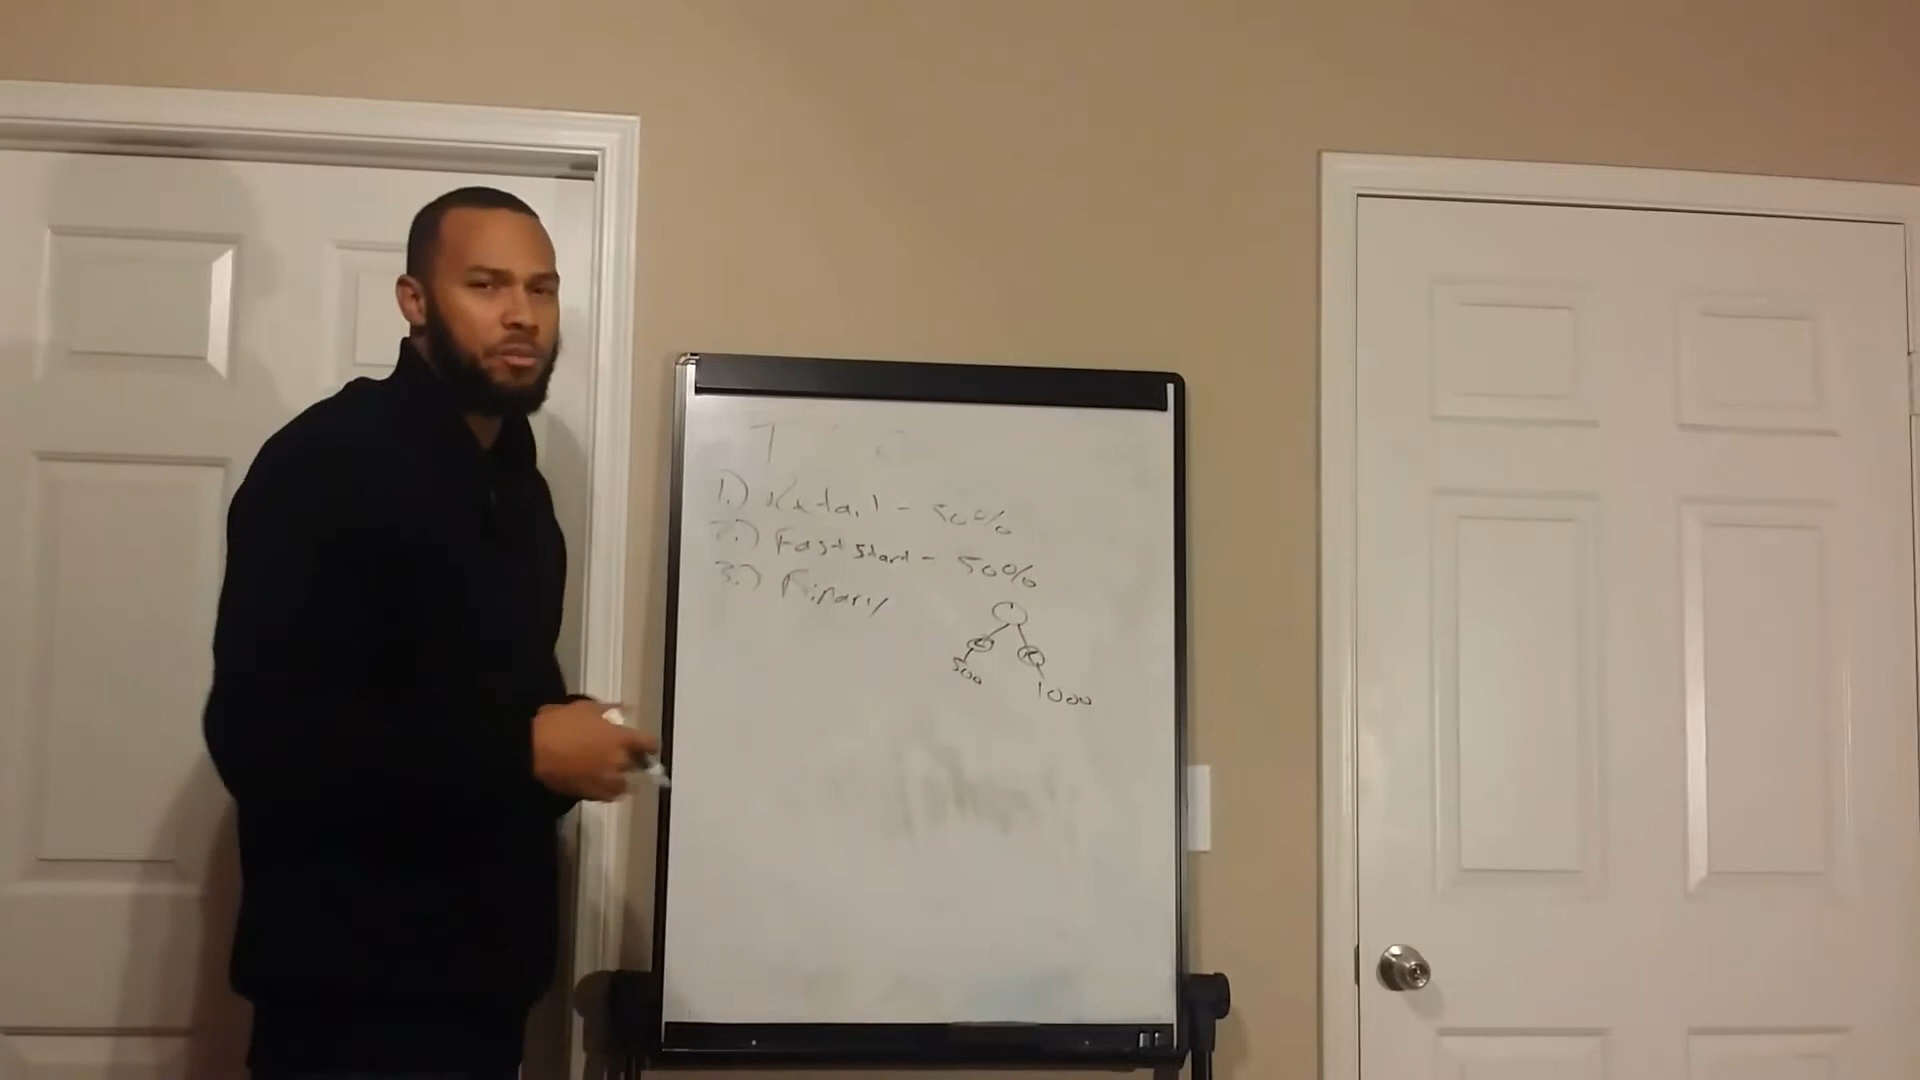 1.) Retail - 50%
2.) Fast Start - 50%
3.) Binary
L R
500 1000